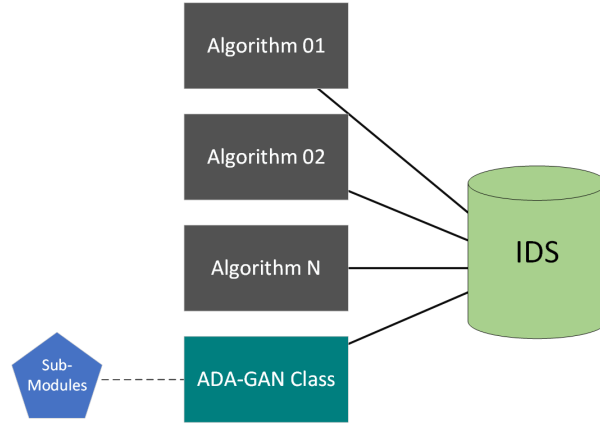 Algorithm 01
Algorithm 02
Algorithm N
IDS
Sub-
Modules
ADA-GAN Class